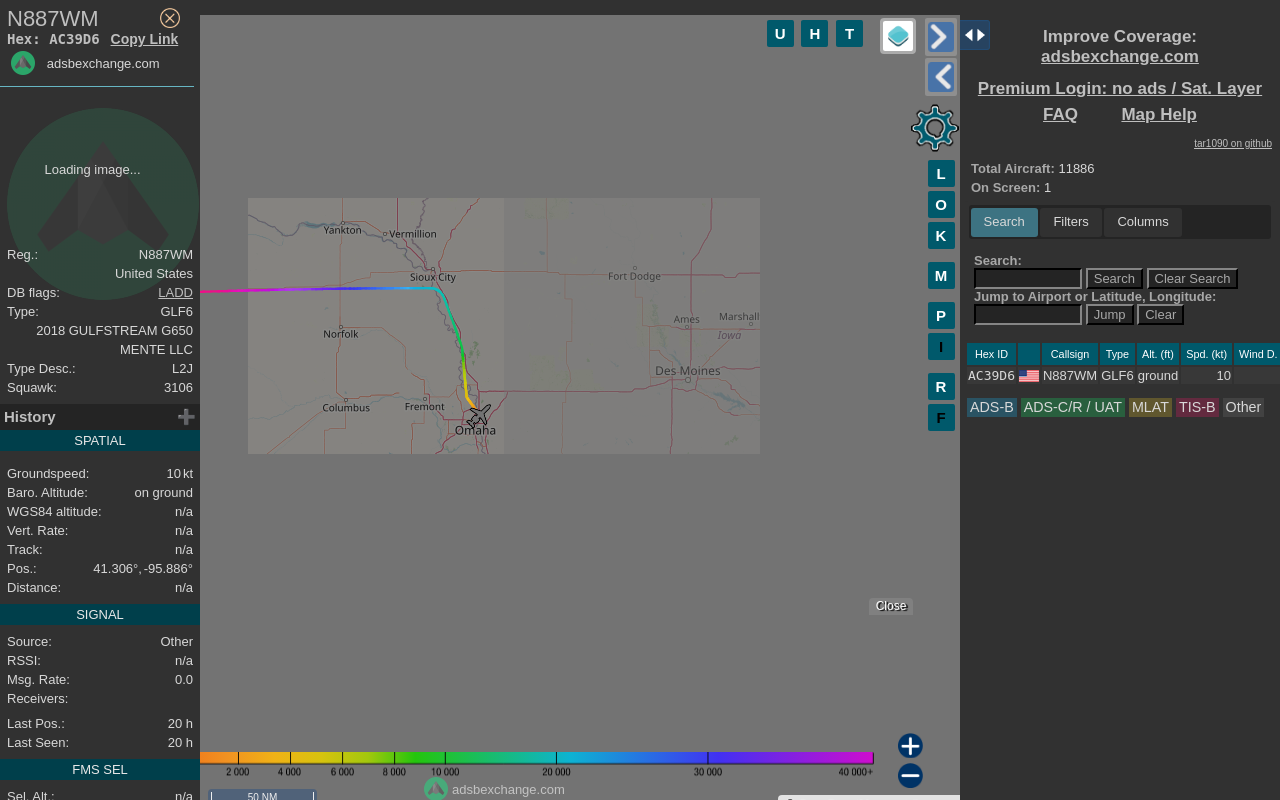 N887WM
Hex: AC39D6 Copy Link
adsbexchange.com
Loading image...
Reg.: N887WM
United States
DB flags: LADD
Type: GLF6
2018 GULFSTREAM G650
MENTE LLC
Type Desc.: L2J
Squawk: 3106
History
SPATIAL
Groundspeed: 10 kt
Baro. Altitude: on ground
WGS84 altitude: n/a
Vert. Rate: n/a
Track: n/a
Pos.: 41.306°, -95.886°
Distance: n/a
SIGNAL
Source: Other
RSSI: n/a
Msg. Rate: 0.0
Receivers:
Last Pos.: 20 h
Last Seen: 20 h
FMS SEL
Sel. Alt.: n/a
U H T
L
O
K
M
P
I
R
F
Yankton
Vermillion
Sioux City
Fort Dodge
Norfolk
Ames
Marshall
Iowa
Des Moines
Columbus
Fremont
Omaha
Close
2 000 4 000 6 000 8 000 10 000 20 000 30 000 40 000+
adsbexchange.com
50 NM
Improve Coverage:
adsbexchange.com
Premium Login: no ads / Sat. Layer
FAQ Map Help
tar1090 on github
Total Aircraft: 11886
On Screen: 1
Search Filters Columns
Search:
Search Clear Search
Jump to Airport or Latitude, Longitude:
Jump Clear
Hex ID Callsign Type Alt. (ft) Spd. (kt) Wind D.
AC39D6 N887WM GLF6 ground 10
ADS-B ADS-C/R / UAT MLAT TIS-B Other